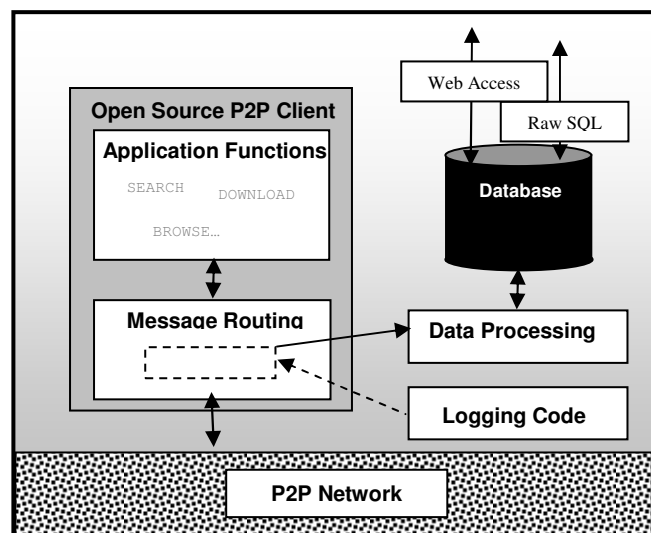 Web Access
Raw SQL
Open Source P2P Client
Application Functions
SEARCH
DOWNLOAD
BROWSE…
Database
Message Routing
Data Processing
Logging Code
P2P Network